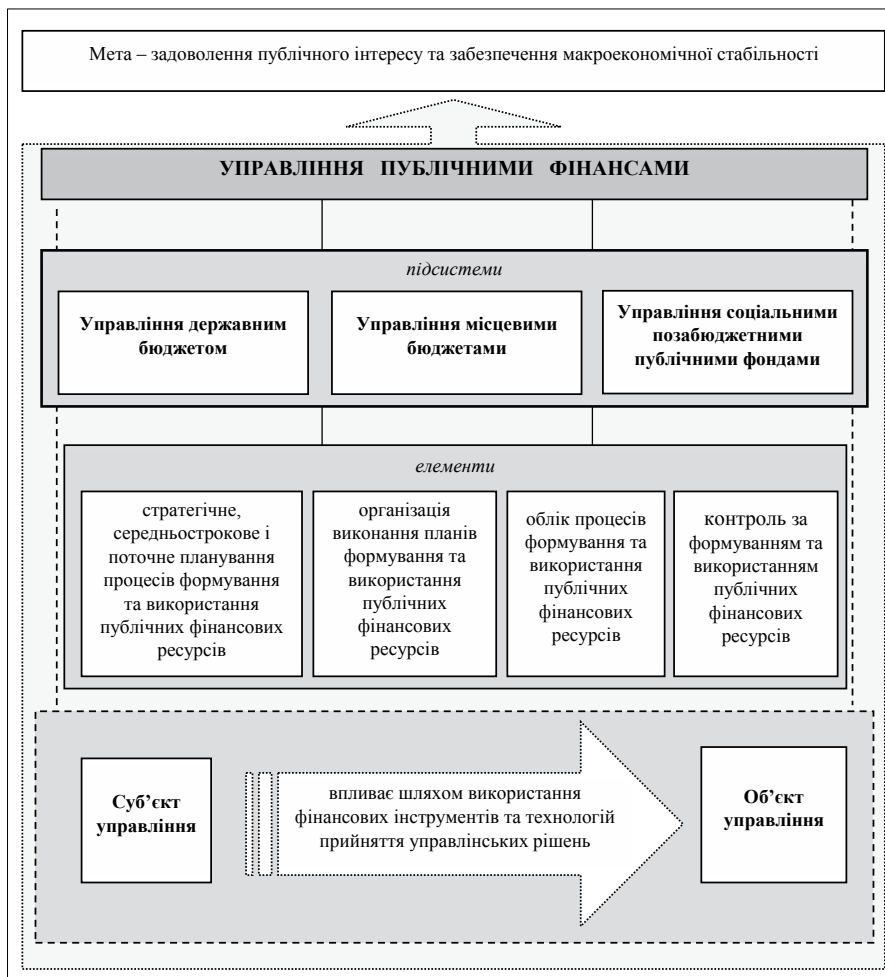 Мета – задоволення публічного інтересу та забезпечення макроекономічної стабільності
УПРАВЛІННЯ ПУБЛІЧНИМИ ФІНАНСАМИ
підсистеми
Управління державним
бюджетом
Управління місцевими
бюджетами
Управління соціальними
позабюджетними
публічними фондами
елементи
стратегічне,
середньострокове і
поточне планування
процесів формування
та використання
публічних фінансових
ресурсів
організація
виконання планів
формування та
використання
публічних
фінансових
ресурсів
облік процесів
формування та
використання
публічних
фінансових
ресурсів
контроль за
формуванням та
використанням
публічних
фінансових
ресурсів
Суб’єкт
управління
впливає шляхом використання
фінансових інструментів та технологій
прийняття управлінських рішень
Об’єкт
управління